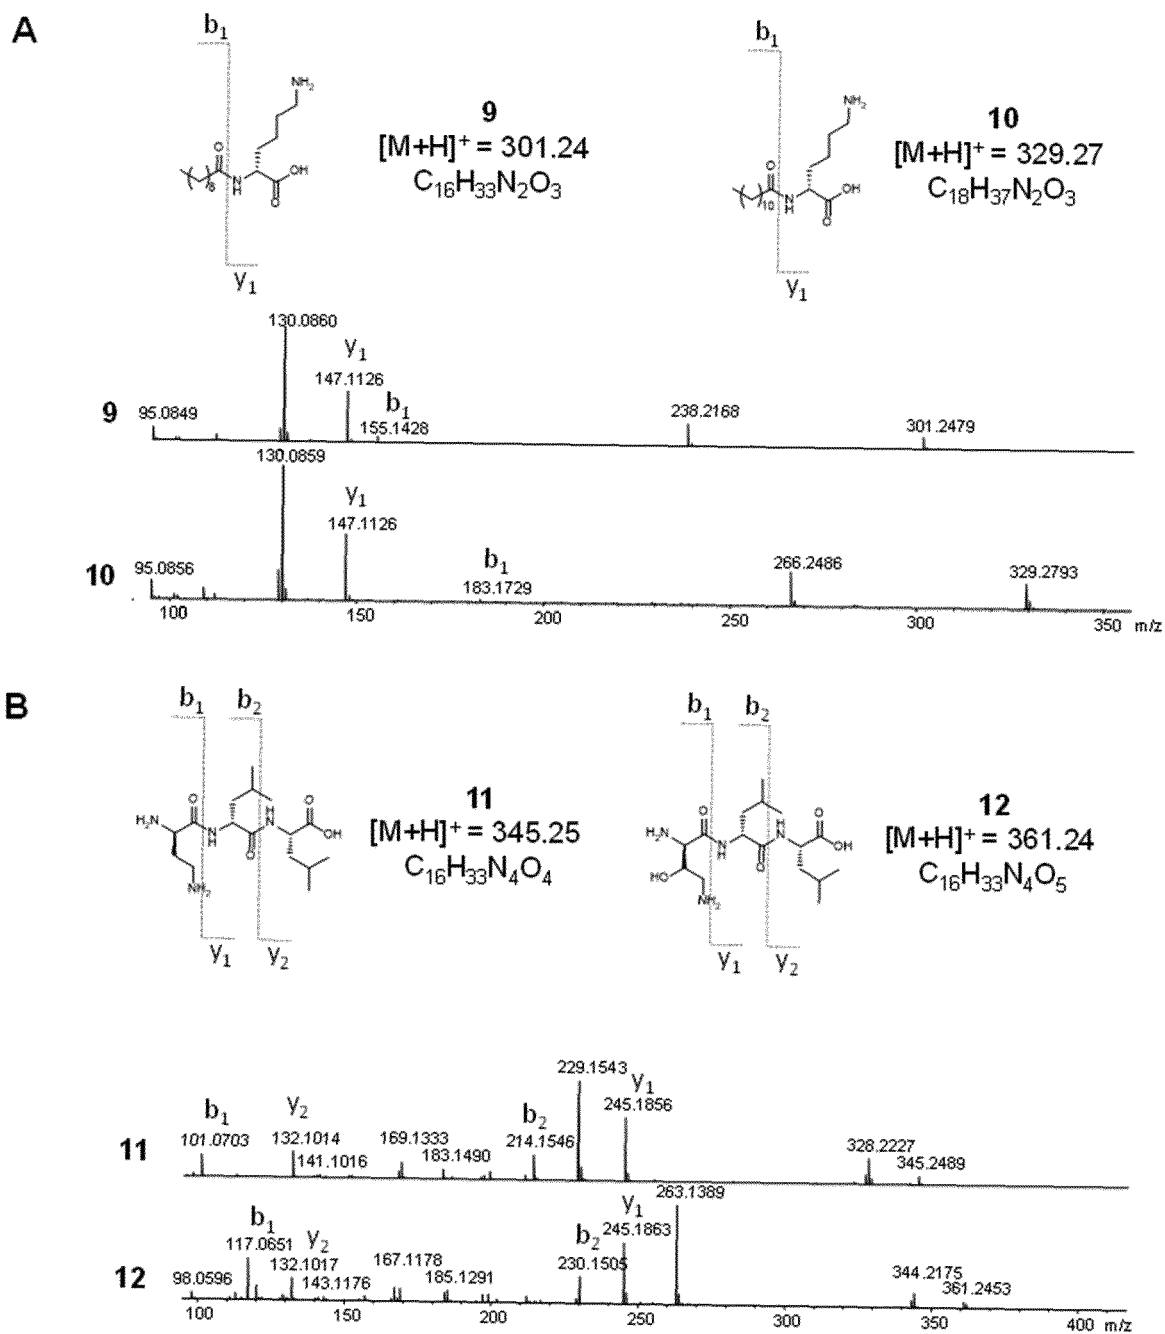 A
b₁
NH₂
O
( )₈
N
H
OH
O
y₁
9
[M+H]⁺ = 301.24
C₁₆H₃₃N₂O₃
b₁
NH₂
O
( )₁₀
N
H
OH
O
y₁
10
[M+H]⁺ = 329.27
C₁₈H₃₇N₂O₃
9
95.0849
130.0860
y₁
147.1126
b₁
155.1428
238.2168
301.2479
10
95.0856
130.0859
y₁
147.1126
b₁
183.1729
266.2486
329.2793
100 150 200 250 300 350 m/z
B
b₁ b₂
H₂N
O
N
H
O
H
N
O
OH
NH₂
y₁ y₂
11
[M+H]⁺ = 345.25
C₁₆H₃₃N₄O₄
b₁ b₂
H₂N
O
HO
N
H
O
H
N
O
OH
NH₂
y₁ y₂
12
[M+H]⁺ = 361.24
C₁₆H₃₃N₄O₅
11
b₁
101.0703
y₂
132.1014
141.1016
169.1333
183.1490
b₂
214.1546
229.1543
y₁
245.1856
328.2227
345.2489
12
98.0596
b₁
117.0651
y₂
132.1017
143.1176
167.1178
185.1291
b₂
230.1505
y₁
245.1863
263.1389
344.2175
361.2453
100 150 200 250 300 350 400 m/z